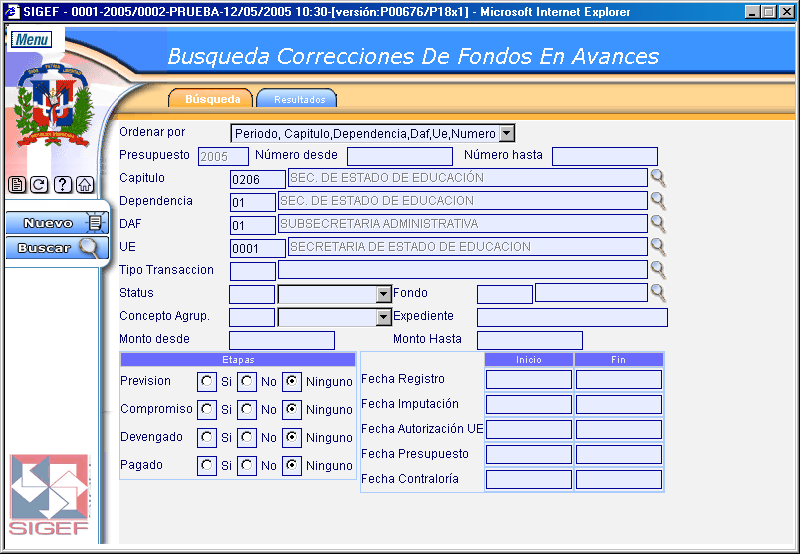 SIGEF - 0001-2005/0002-PRUEBA-12/05/2005 10:30-[versión:P00676/P18x1] - Microsoft Internet Explorer
Menu
Busqueda Correcciones De Fondos En Avances
Búsqueda Resultados
Ordenar por Periodo, Capitulo,Dependencia,Daf,Ue,Numero
Presupuesto 2005 Número desde Número hasta
Capitulo 0206 SEC. DE ESTADO DE EDUCACIÓN
Dependencia 01 SEC. DE ESTADO DE EDUCACION
DAF 01 SUBSECRETARIA ADMINISTRATIVA
UE 0001 SECRETARIA DE ESTADO DE EDUCACION
Nuevo
Buscar
Tipo Transaccion
Status Fondo
Concepto Agrup. Expediente
Monto desde Monto Hasta
Etapas
Prevision Si No Ninguno
Compromiso Si No Ninguno
Devengado Si No Ninguno
Pagado Si No Ninguno
Inicio Fin
Fecha Registro
Fecha Imputación
Fecha Autorización UE
Fecha Presupuesto
Fecha Contraloría
SIGEF